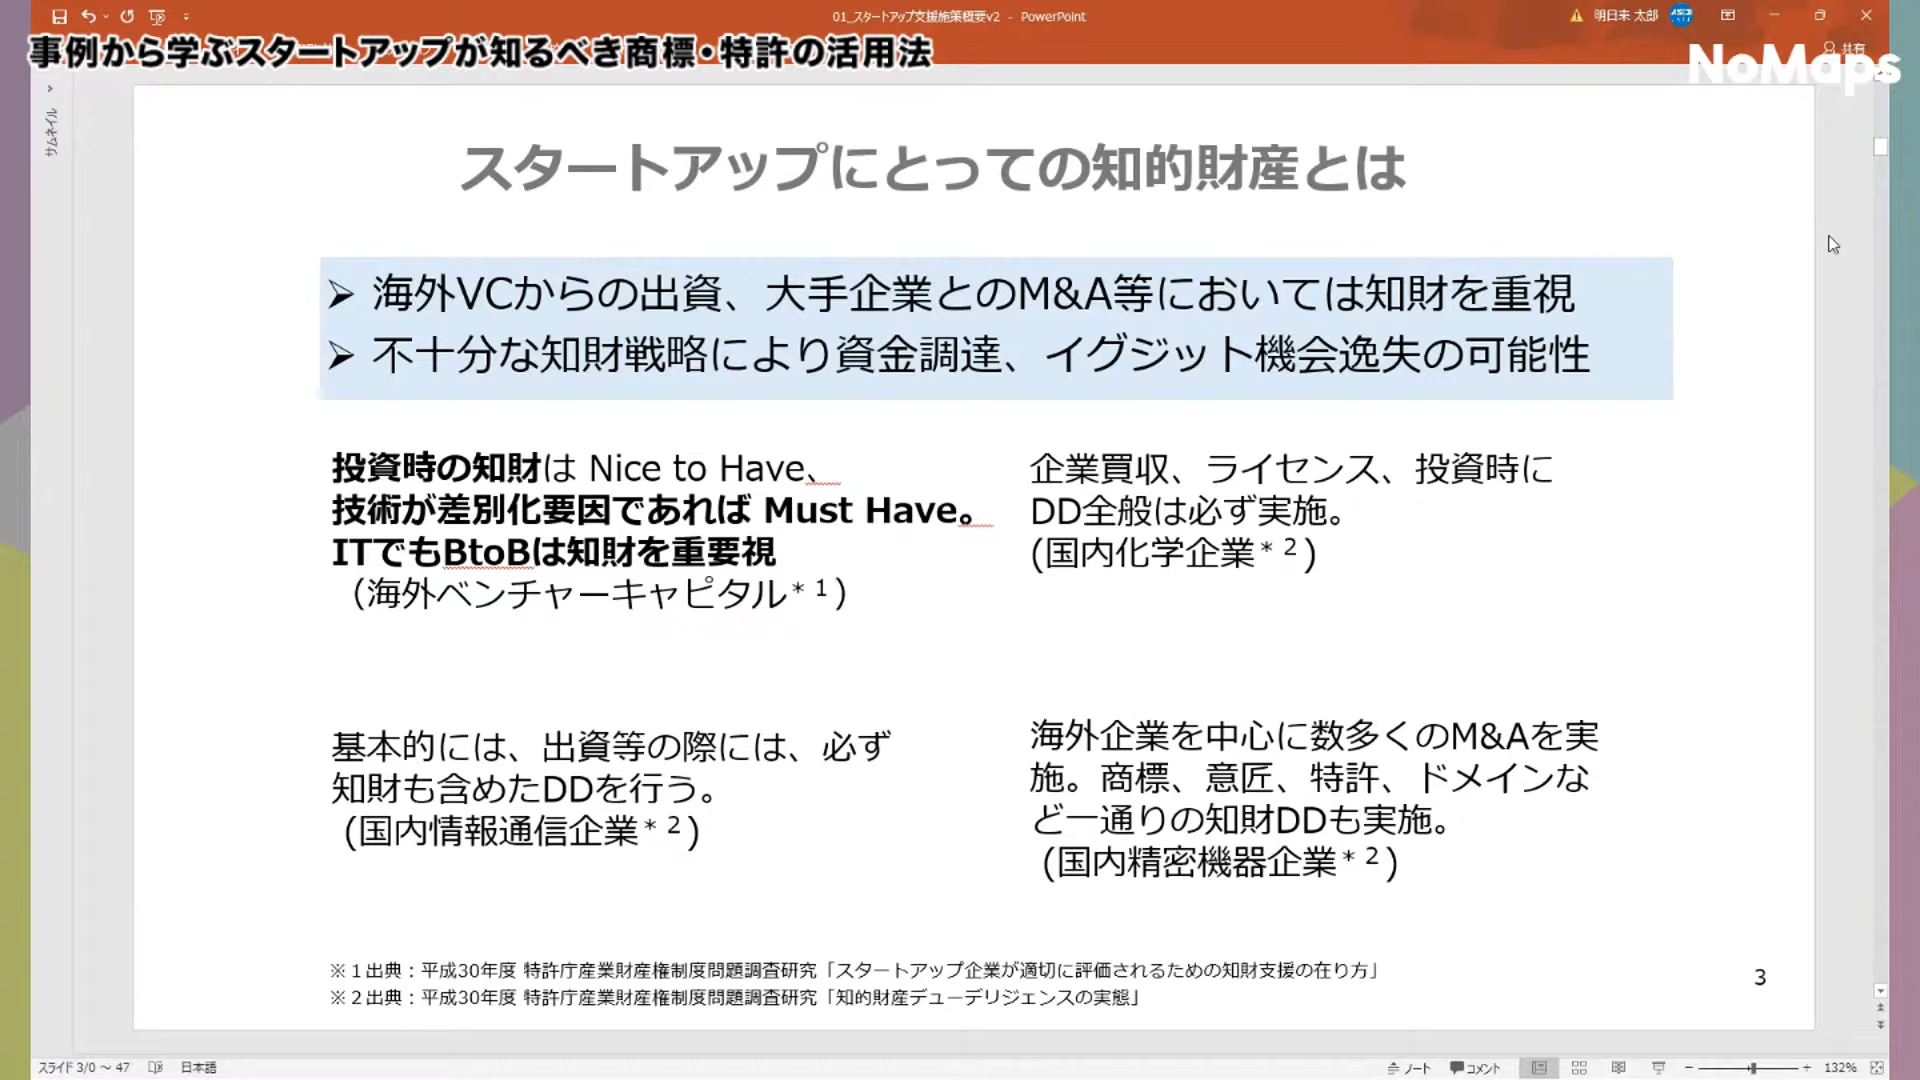 01_スタートアップ支援施策概要v2 - PowerPoint
明日来 太郎
事例から学ぶスタートアップが知るべき商標・特許の活用法
共有
NoMaps
サムネイル
スタートアップにとっての知的財産とは
➢ 海外VCからの出資、大手企業とのM&A等においては知財を重視
➢ 不十分な知財戦略により資金調達、イグジット機会逸失の可能性
投資時の知財は Nice to Have、
技術が差別化要因であれば Must Have。
ITでもBtoBは知財を重要視
（海外ベンチャーキャピタル＊１）
企業買収、ライセンス、投資時に
DD全般は必ず実施。
(国内化学企業＊２)
基本的には、出資等の際には、必ず
知財も含めたDDを行う。
(国内情報通信企業＊２)
海外企業を中心に数多くのM&Aを実
施。商標、意匠、特許、ドメインな
ど一通りの知財DDも実施。
(国内精密機器企業＊２)
※１出典：平成30年度 特許庁産業財産権制度問題調査研究「スタートアップ企業が適切に評価されるための知財支援の在り方」
※２出典：平成30年度 特許庁産業財産権制度問題調査研究「知的財産デューデリジェンスの実態」
3
スライド 3/0 ～ 47
日本語
ノート
コメント
132%